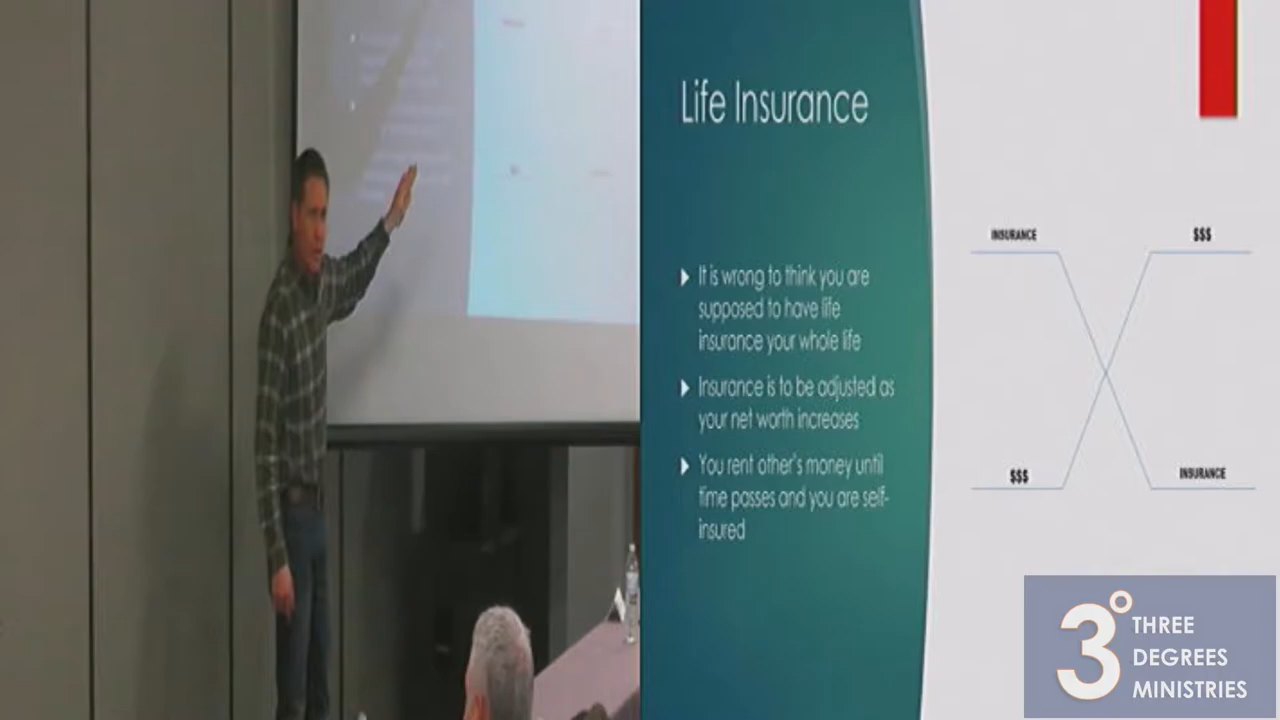 Life Insurance
It is wrong to think you are
supposed to have life
insurance your whole life
Insurance is to be adjusted as
your net worth increases
You rent other's money until
time passes and you are self-
insured
INSURANCE
$$$
$$$
INSURANCE
3°
THREE
DEGREES
MINISTRIES